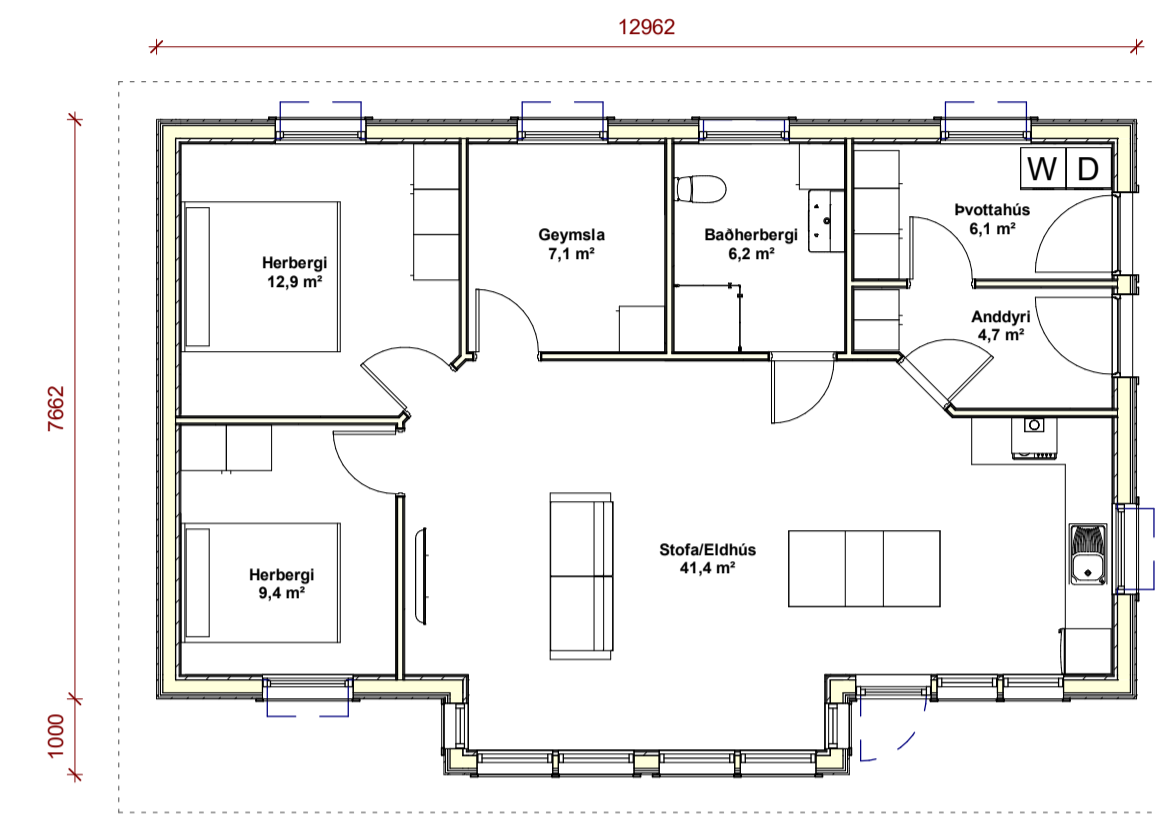 12962
7662
1000
Herbergi
12,9 m²
Geymsla
7,1 m²
Baðherbergi
6,2 m²
W D
Þvottahús
6,1 m²
Anddyri
4,7 m²
Herbergi
9,4 m²
Stofa/Eldhús
41,4 m²